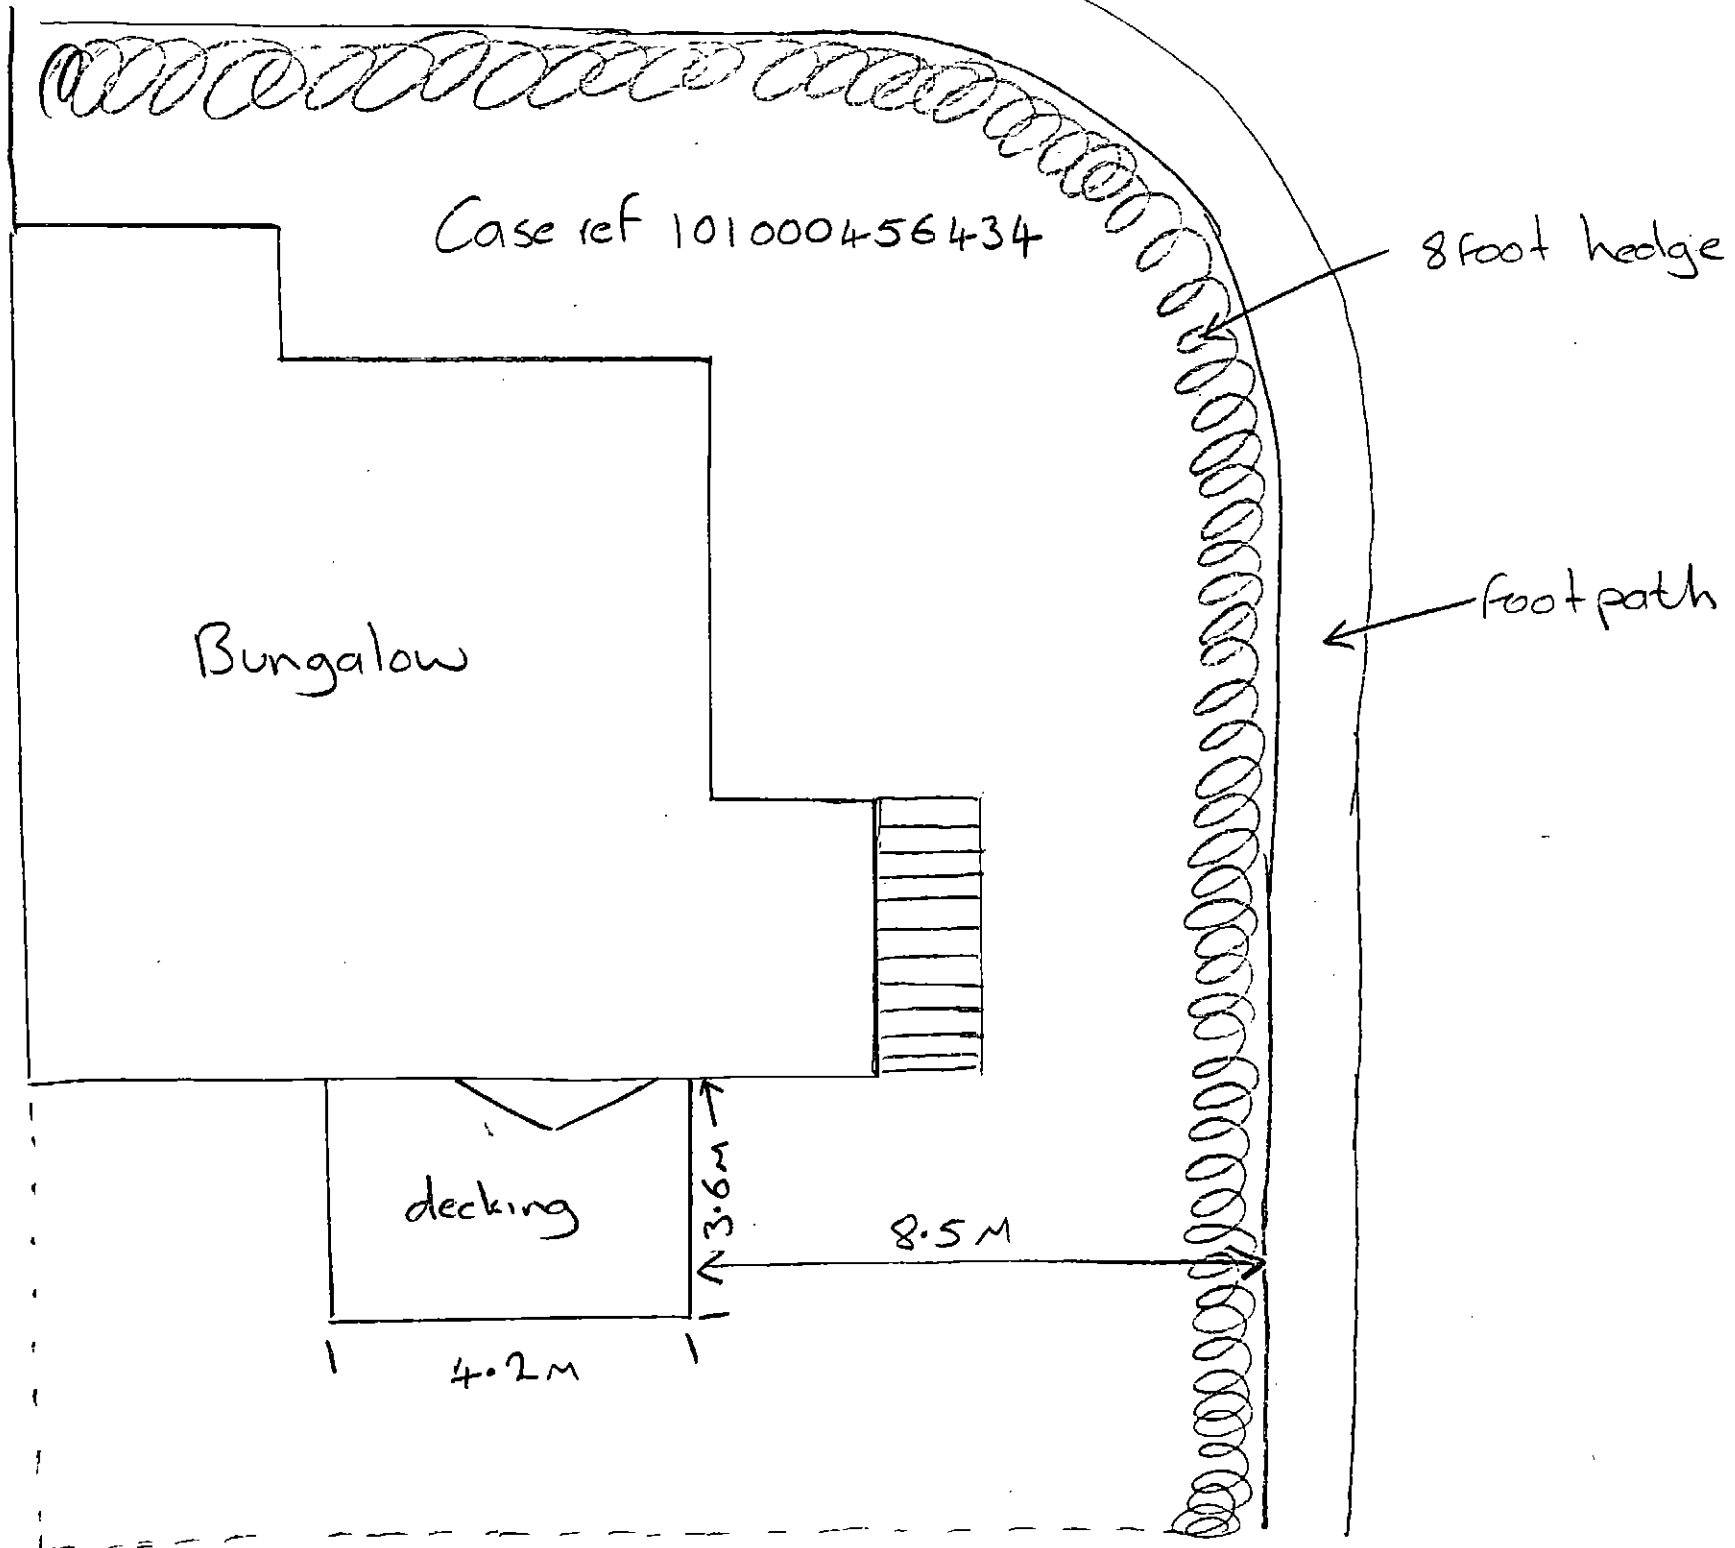 Case ref 101000456434
8 foot hedge
footpath
Bungalow
decking
3.6M
8.5M
4.2M